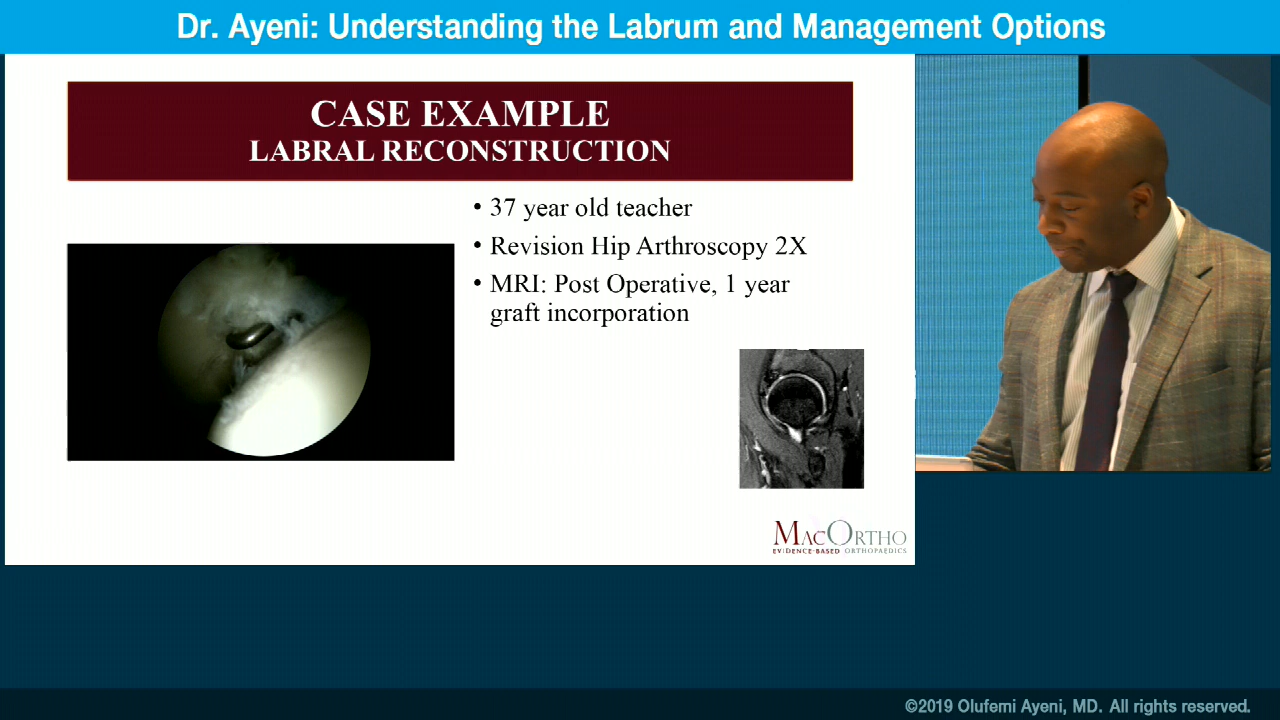 Dr. Ayeni: Understanding the Labrum and Management Options
CASE EXAMPLE
LABRAL RECONSTRUCTION
• 37 year old teacher
• Revision Hip Arthroscopy 2X
• MRI: Post Operative, 1 year
graft incorporation
MACORTHO
EVIDENCE-BASED ORTHOPAEDICS
©2019 Olufemi Ayeni, MD. All rights reserved.